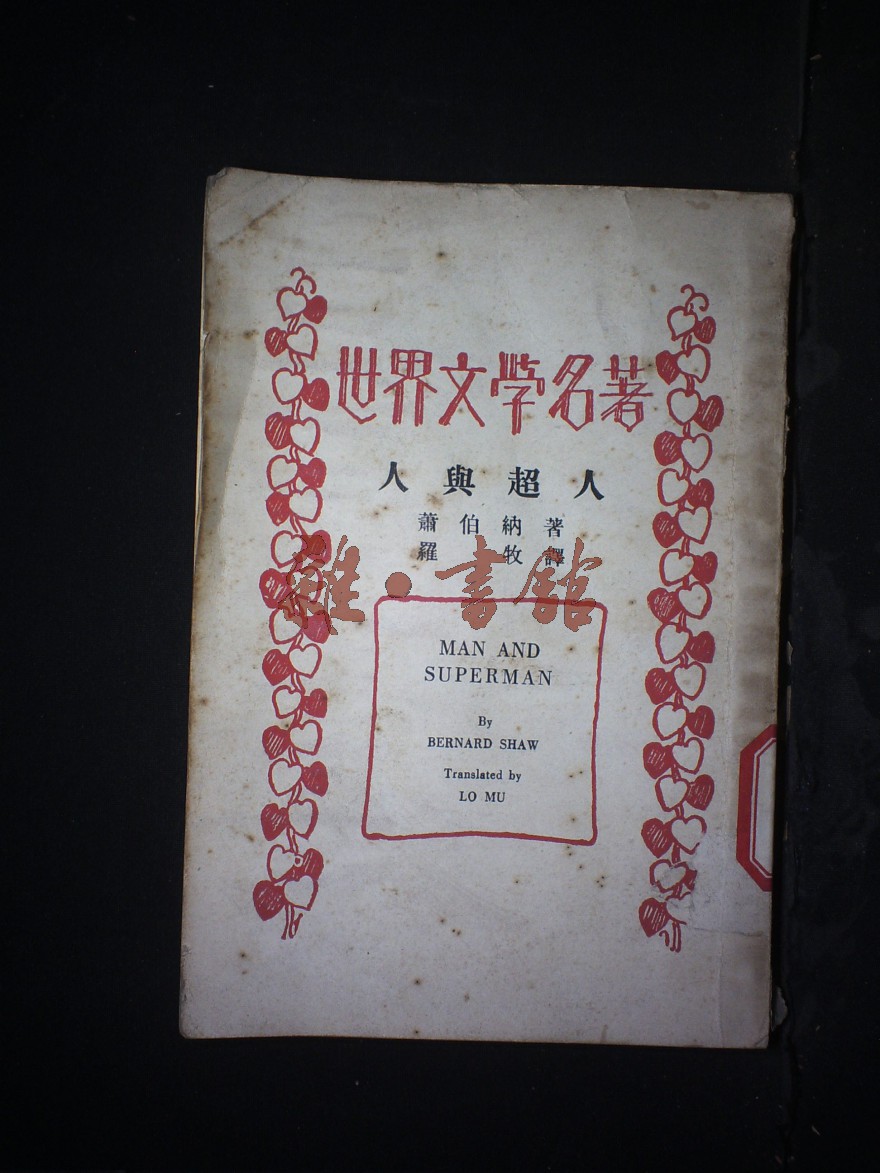 世界文學名著
人與超人
蕭伯納著
羅牧譯
雜·書館
MAN AND
SUPERMAN
By
BERNARD SHAW
Translated by
LO MU